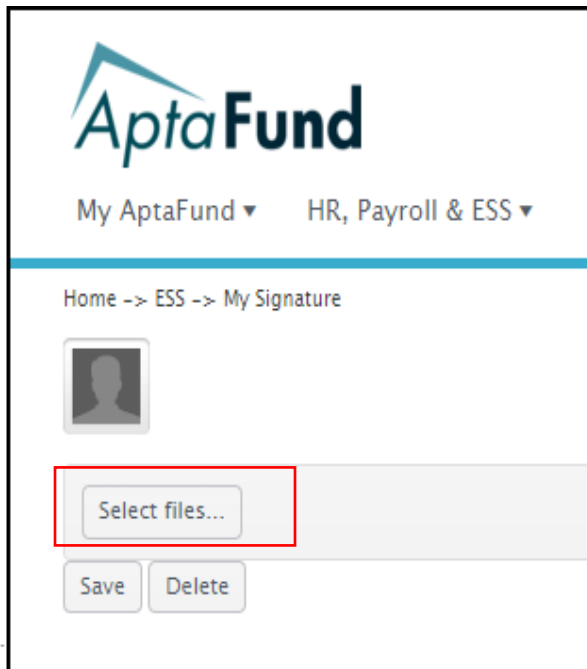 AptaFund
My AptaFund ▾ HR, Payroll & ESS ▾
Home -> ESS -> My Signature
Select files...
Save Delete